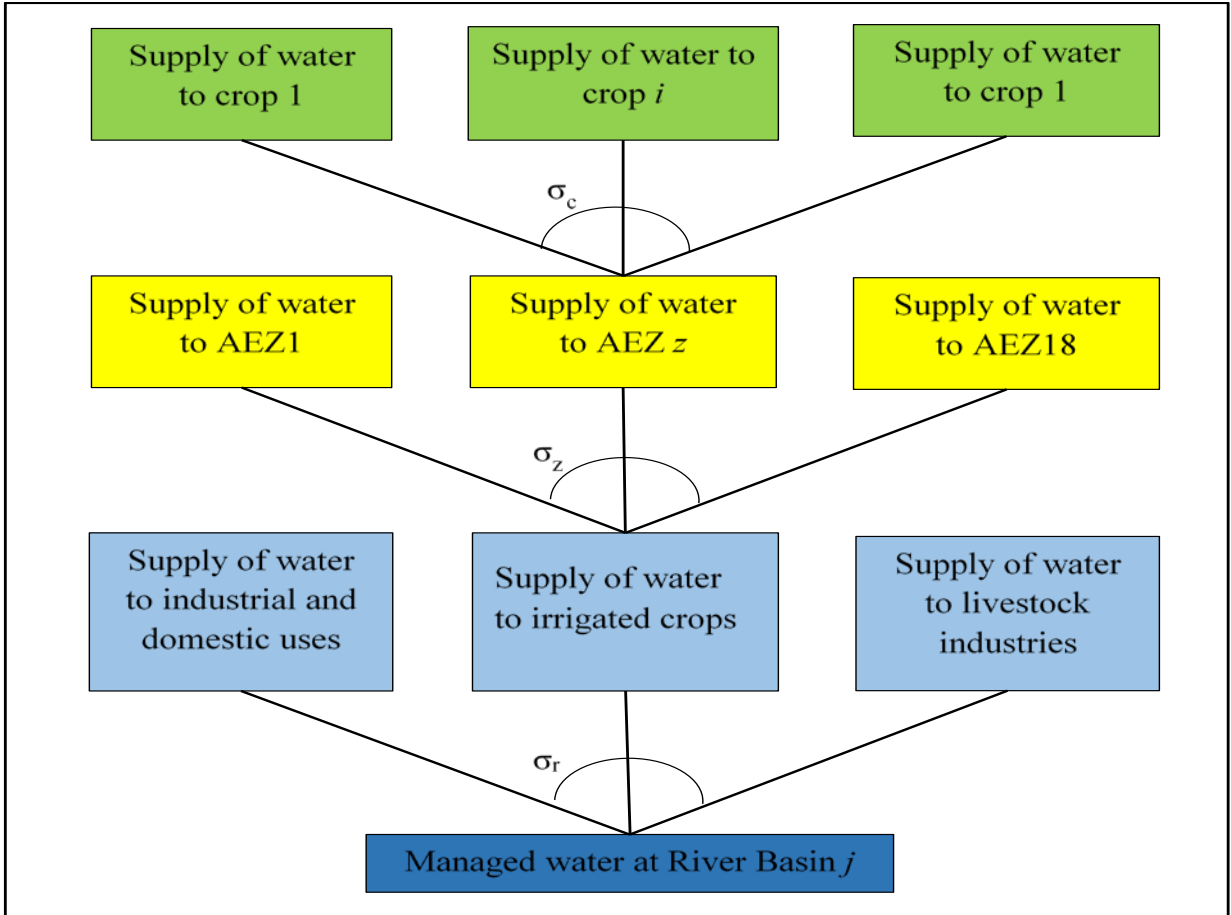 Supply of water
to crop 1
Supply of water to
crop i
Supply of water
to crop 1
σc
Supply of water
to AEZ1
Supply of water
to AEZ z
Supply of water
to AEZ18
σz
Supply of water
to industrial and
domestic uses
Supply of water
to irrigated crops
Supply of water
to livestock
industries
σr
Managed water at River Basin j